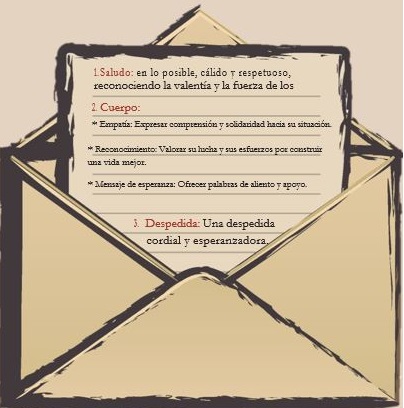 1. Saludo: en lo posible, cálido y respetuoso,
reconociendo la valentía y la fuerza de los
2. Cuerpo:
* Empatía: Expresar comprensión y solidaridad hacia su situación.
* Reconocimiento: Valorar su lucha y sus esfuerzos por construir
una vida mejor.
* Mensaje de esperanza: Ofrecer palabras de aliento y apoyo.
3. Despedida: Una despedida
cordial y esperanzadora.